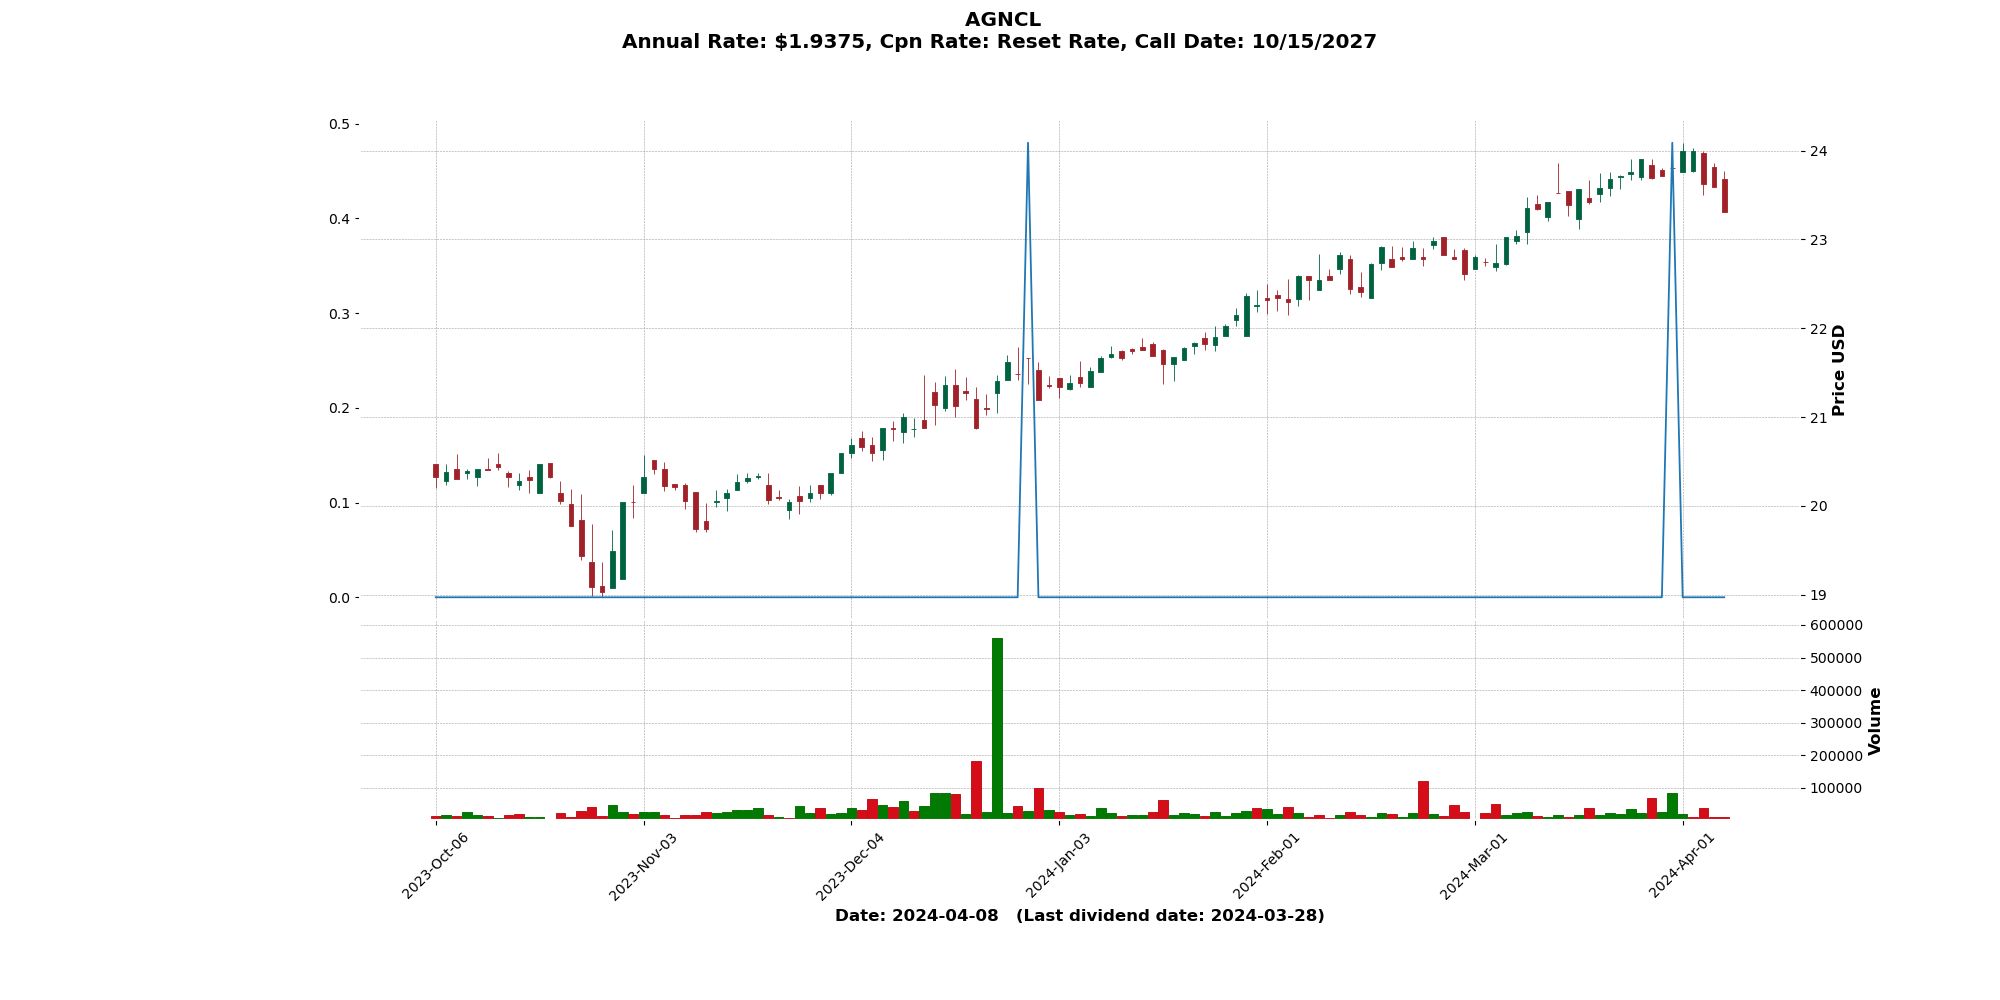 AGNCL
Annual Rate: $1.9375, Cpn Rate: Reset Rate, Call Date: 10/15/2027
0.5
0.4
0.3
0.2
0.1
0.0
24
23
22
21
20
19
Price USD
600000
500000
400000
300000
200000
100000
Volume
2023-Oct-06
2023-Nov-03
2023-Dec-04
2024-Jan-03
2024-Feb-01
2024-Mar-01
2024-Apr-01
Date: 2024-04-08 (Last dividend date: 2024-03-28)